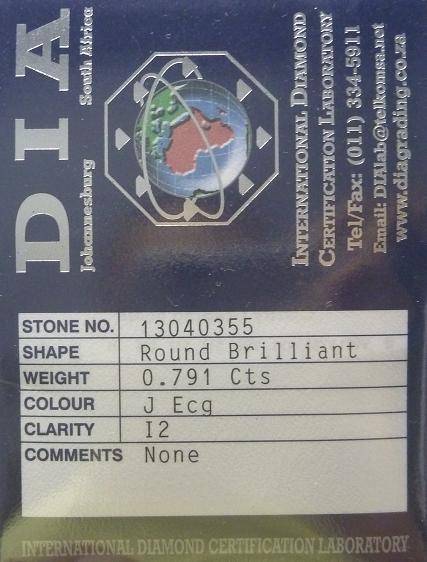 DIA
Johannesburg South Africa
INTERNATIONAL DIAMOND
CERTIFICATION LABORATORY
Tel/Fax: (011) 334-5911
Email: DIAlab@telkomsa.net
www.diagrading.co.za
STONE NO. 13040355
SHAPE Round Brilliant
WEIGHT 0.791 Cts
COLOUR J Ecg
CLARITY I2
COMMENTS None
INTERNATIONAL DIAMOND CERTIFICATION LABORATORY